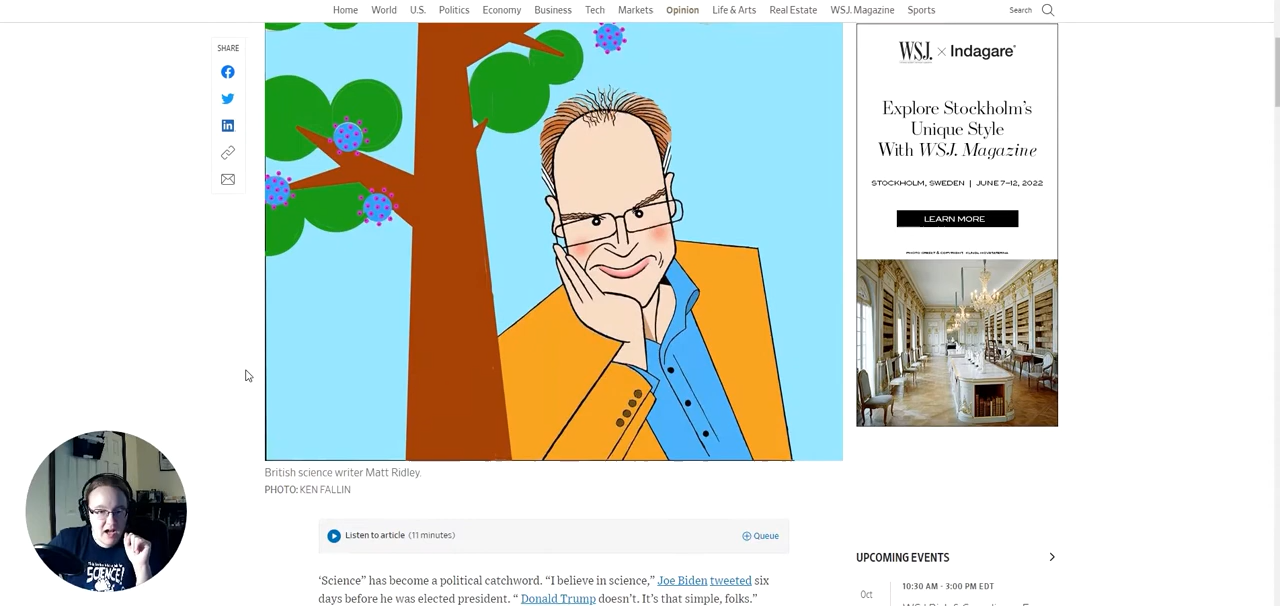 Home World U.S. Politics Economy Business Tech Markets Opinion Life & Arts Real Estate WSJ. Magazine Sports Search
SHARE
WSJ. × Indagare
Explore Stockholm's
Unique Style
With WSJ. Magazine
STOCKHOLM, SWEDEN | JUNE 7–12, 2022
LEARN MORE
British science writer Matt Ridley.
PHOTO: KEN FALLIN
Listen to article (11 minutes) Queue
'Science" has become a political catchword. "I believe in science," Joe Biden tweeted six
days before he was elected president. " Donald Trump doesn't. It's that simple, folks."
UPCOMING EVENTS
10:30 AM - 3:00 PM EDT
Oct
SCIENCE!